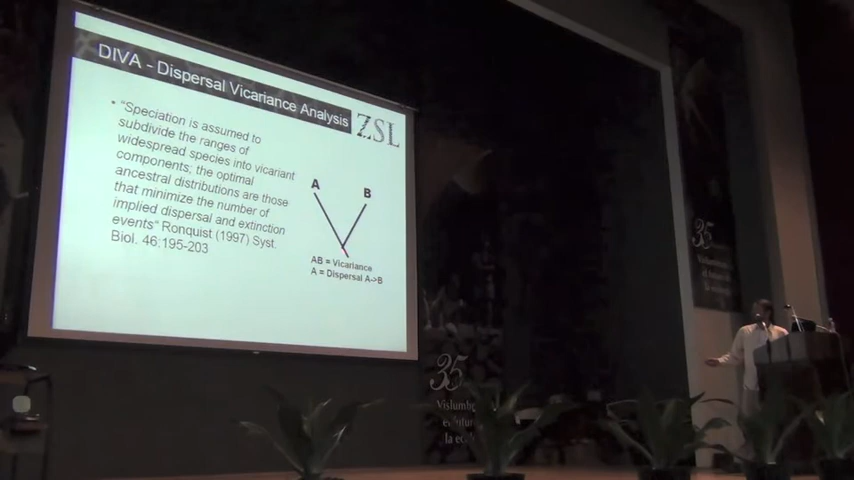 DIVA - Dispersal Vicariance Analysis
ZSL
• “Speciation is assumed to
subdivide the ranges of
widespread species into vicariant
components; the optimal
ancestral distributions are those
that minimize the number of
implied dispersal and extinction
events“ Ronquist (1997) Syst.
Biol. 46:195-203
A
B
AB = Vicariance
A = Dispersal A->B
35
35
Vislumb